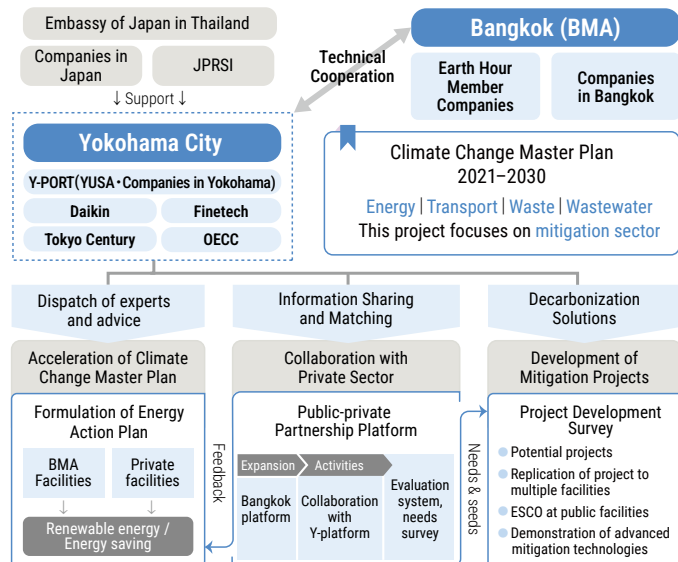 Embassy of Japan in Thailand
Companies in
Japan
JPRSI
↓ Support ↓
Technical
Cooperation
Bangkok (BMA)
Earth Hour
Member
Companies
Companies
in Bangkok
Yokohama City
Y-PORT(YUSA・Companies in Yokohama)
Daikin
Finetech
Tokyo Century
OECC
Climate Change Master Plan
2021–2030
Energy | Transport | Waste | Wastewater
This project focuses on mitigation sector
Dispatch of experts
and advice
Information Sharing
and Matching
Decarbonization
Solutions
Acceleration of Climate
Change Master Plan
Collaboration with
Private Sector
Development of
Mitigation Projects
Formulation of Energy
Action Plan
BMA
Facilities
Private
facilities
Renewable energy /
Energy saving
Feedback
Public-private
Partnership Platform
Expansion
Activities
Bangkok
platform
Collaboration
with
Y-platform
Evaluation
system,
needs
survey
Needs & seeds
Project Development
Survey
Potential projects
Replication of project to
multiple facilities
ESCO at public facilities
Demonstration of advanced
mitigation technologies